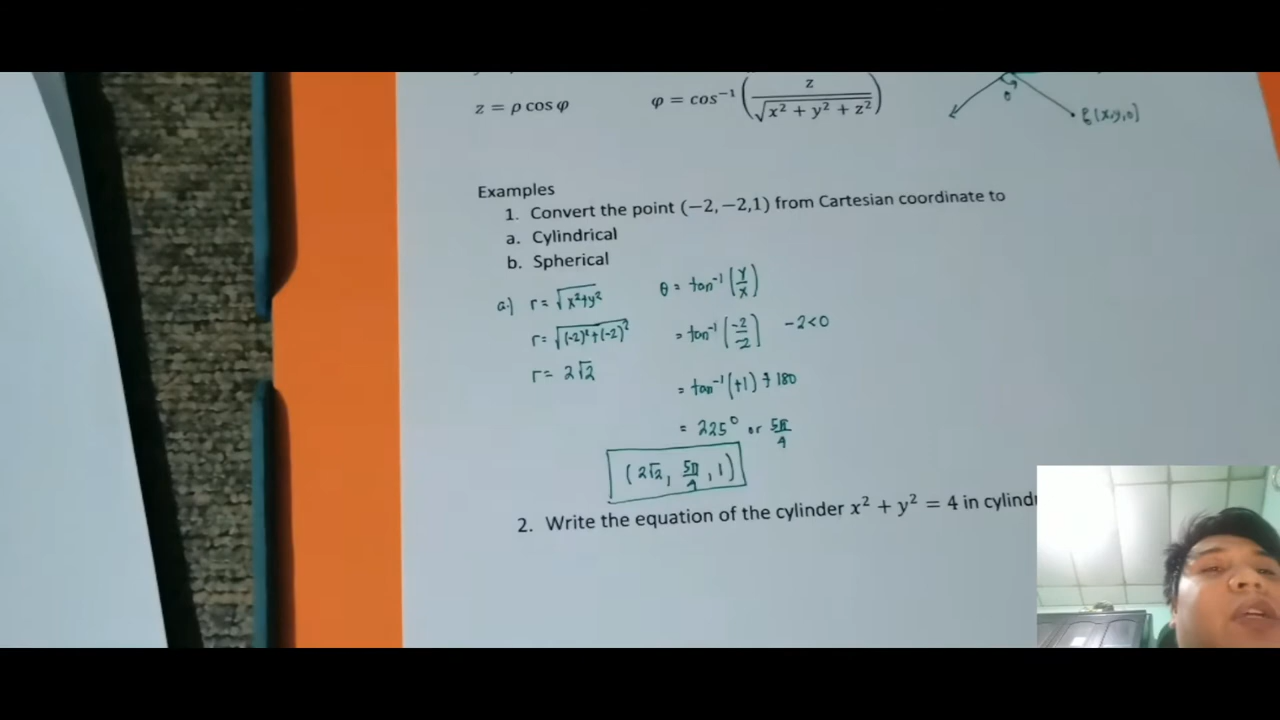 z = ρ cos φ
φ = cos⁻¹ (z / √(x² + y² + z²))
θ
(x,y,0)
Examples
1. Convert the point (−2, −2,1) from Cartesian coordinate to
a. Cylindrical
b. Spherical
a.) r = √(x²+y²)
θ = tan⁻¹ (y/x)
r = √((-2)²+(-2)²)
= tan⁻¹ (-2/-2) -2<0
r = 2√2
= tan⁻¹ (+1) + 180
= 225° or 5π/4
(2√2, 5π/4, 1)
2. Write the equation of the cylinder x² + y² = 4 in